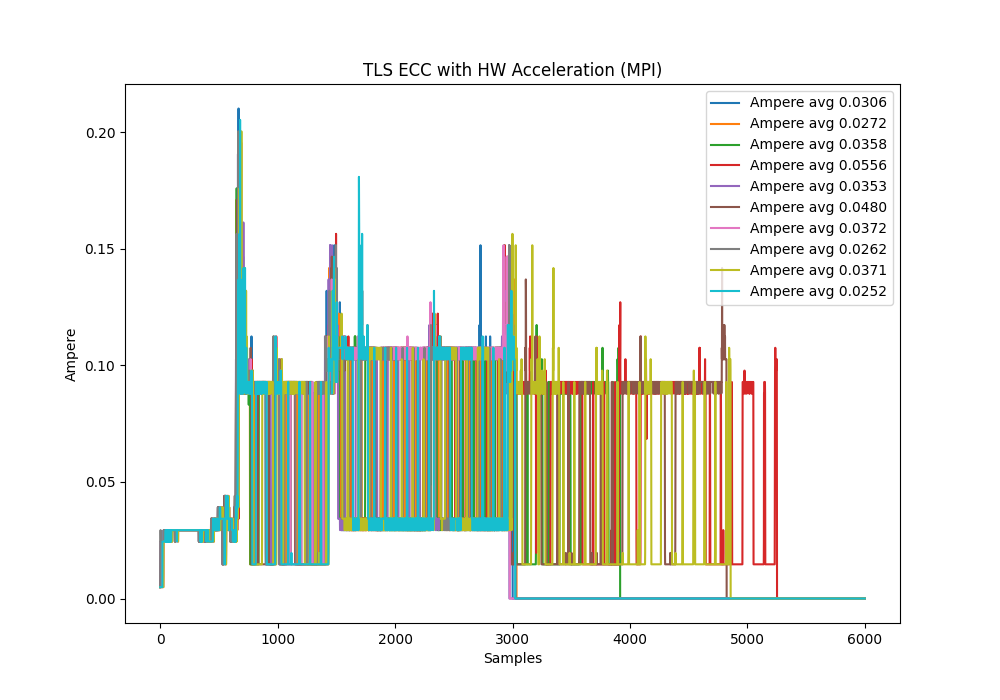 TLS ECC with HW Acceleration (MPI)
Ampere avg 0.0306
Ampere avg 0.0272
Ampere avg 0.0358
Ampere avg 0.0556
Ampere avg 0.0353
Ampere avg 0.0480
Ampere avg 0.0372
Ampere avg 0.0262
Ampere avg 0.0371
Ampere avg 0.0252
0.20
0.15
0.10
0.05
0.00
Ampere
0 1000 2000 3000 4000 5000 6000
Samples